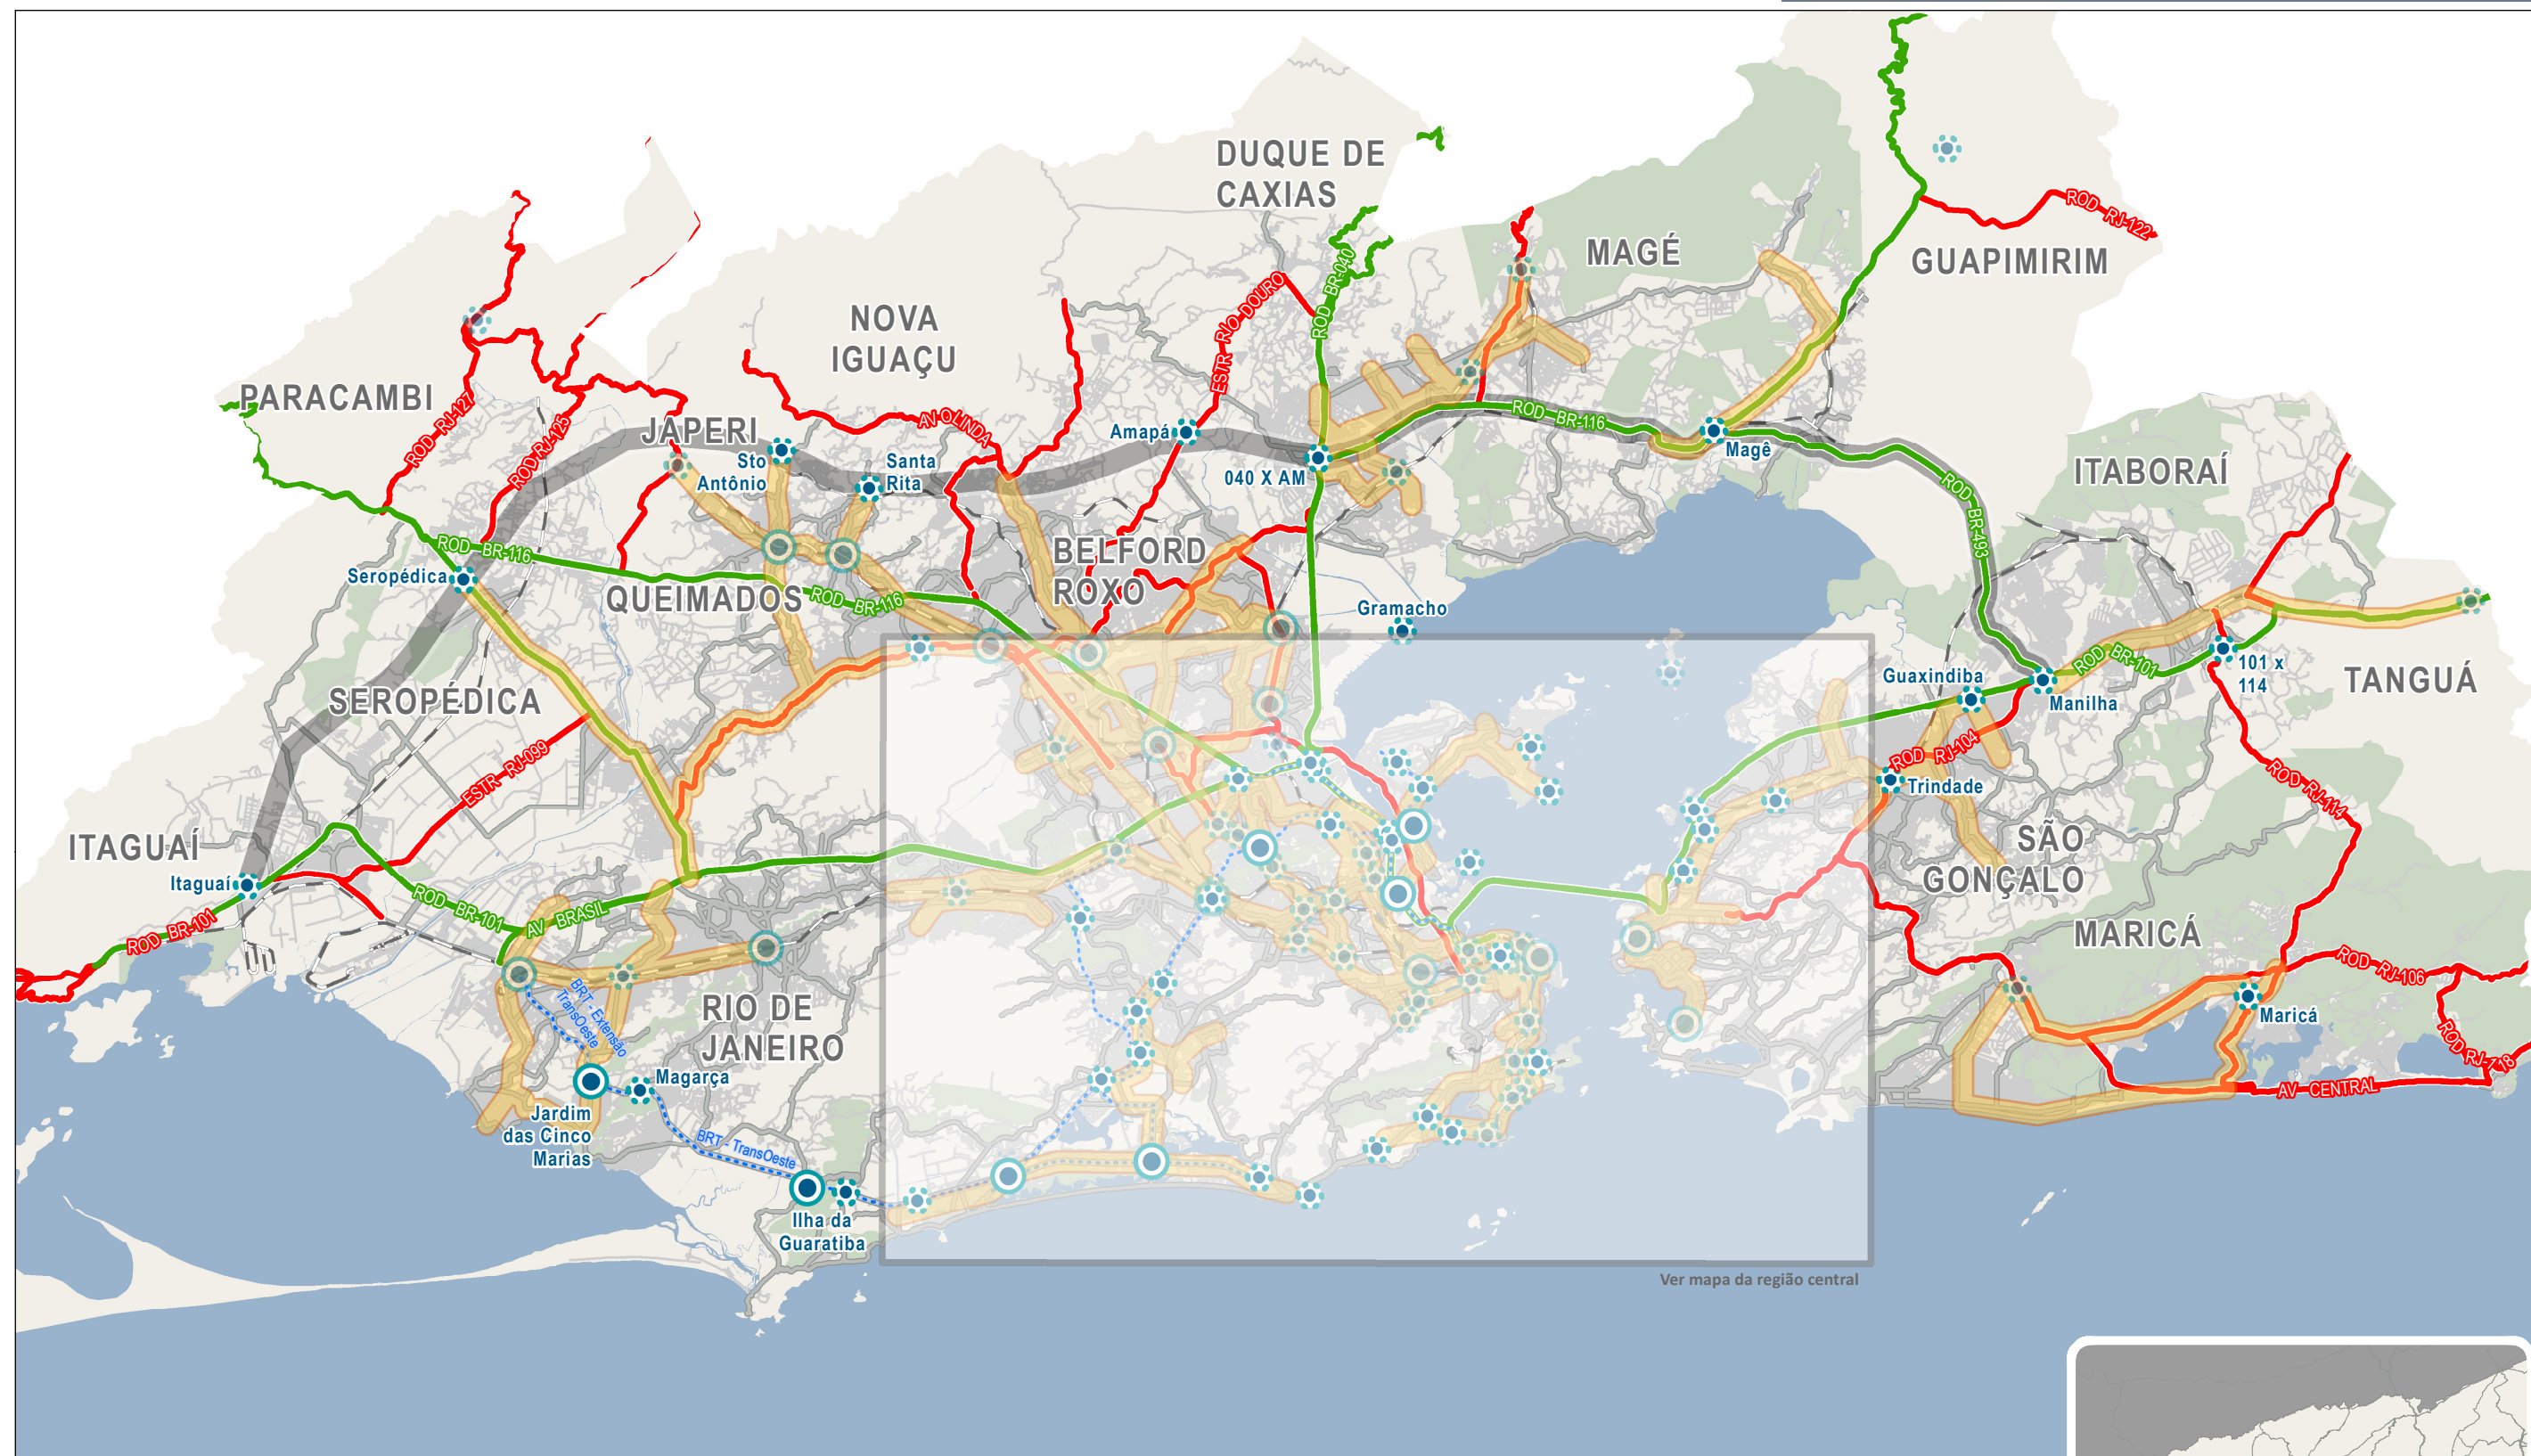 DUQUE DE
CAXIAS
MAGÉ
GUAPIMIRIM
ROD RJ-122
ROD BR-040
ESTR RIO DOURO
NOVA
IGUAÇU
PARACAMBI
ROD RJ-127
ROD RJ-125
JAPERI
AV OLINDA
Amapá
Sto
Antônio
Santa
Rita
040 X AM
ROD BR-116
Magê
ITABORAÍ
ROD BR-493
ROD BR-116
Seropédica
QUEIMADOS
ROD BR-116
BELFORD
ROXO
Gramacho
SEROPÉDICA
Guaxindiba
Manilha
ROD BR-101
101 x
114
TANGUÁ
ROD RJ-104
Trindade
ROD RJ-114
ESTR RJ-099
ITAGUAÍ
Itaguaí
ROD BR-101
ROD BR-101
AV BRASIL
SÃO
GONÇALO
MARICÁ
ROD RJ-106
Maricá
AV CENTRAL
RIO DE
JANEIRO
BRT - Extensão
TransOeste
Magarça
Jardim
das Cinco
Marias
BRT - TransOeste
Ilha da
Guaratiba
Ver mapa da região central